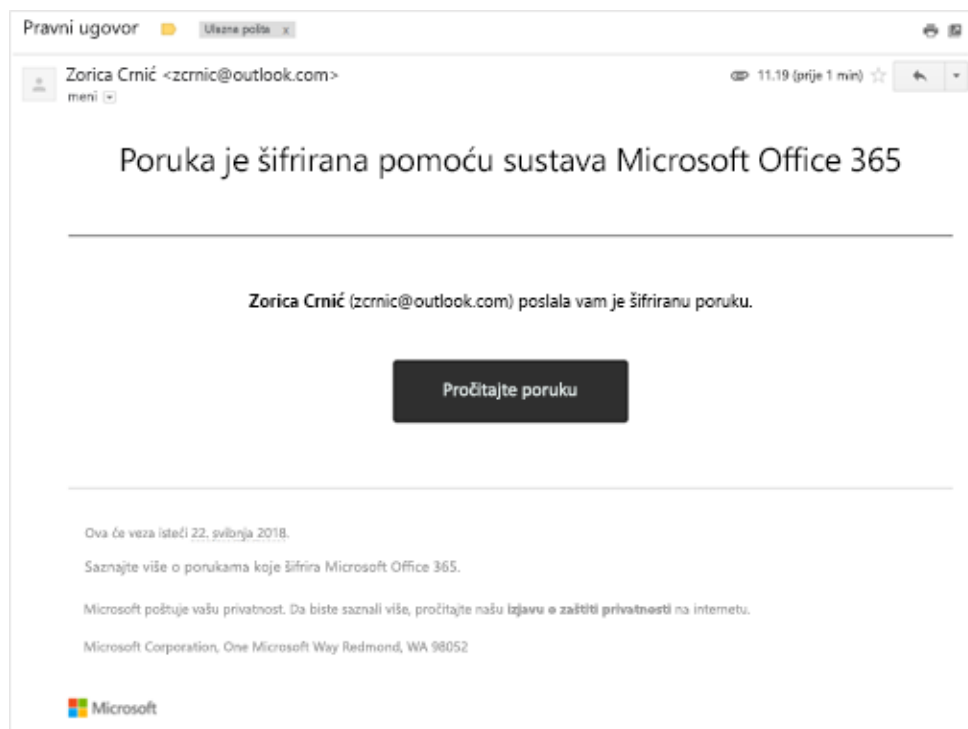 Pravni ugovor Ulazna pošta x
Zorica Crnić <zcrnic@outlook.com> 11.19 (prije 1 min)
meni
Poruka je šifrirana pomoću sustava Microsoft Office 365
Zorica Crnić (zcrnic@outlook.com) poslala vam je šifriranu poruku.
Pročitajte poruku
Ova će veza isteći 22. svibnja 2018.
Saznajte više o porukama koje šifrira Microsoft Office 365.
Microsoft poštuje vašu privatnost. Da biste saznali više, pročitajte našu izjavu o zaštiti privatnosti na internetu.
Microsoft Corporation, One Microsoft Way Redmond, WA 98052
Microsoft